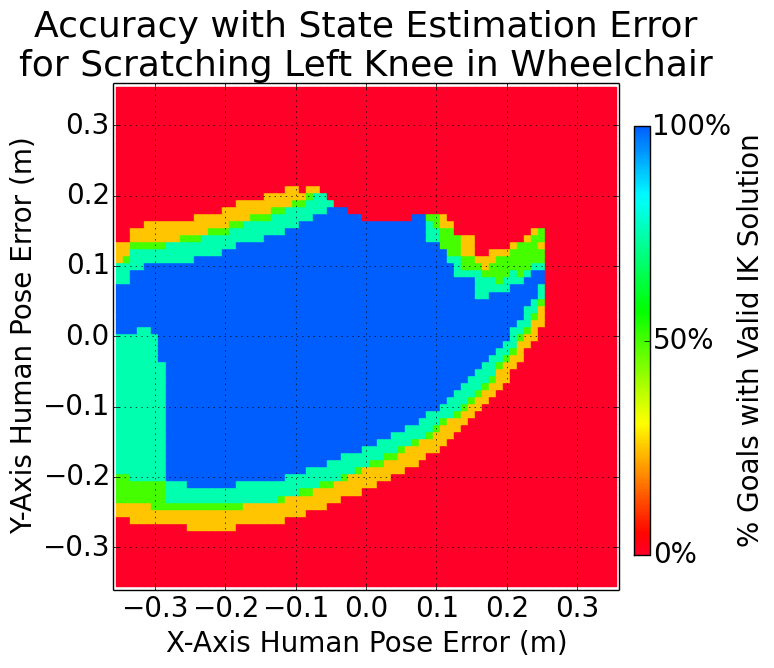 Accuracy with State Estimation Error
for Scratching Left Knee in Wheelchair
Y-Axis Human Pose Error (m)
0.3
0.2
0.1
0.0
−0.1
−0.2
−0.3
−0.3 −0.2 −0.1 0.0 0.1 0.2 0.3
X-Axis Human Pose Error (m)
100%
50%
0%
% Goals with Valid IK Solution